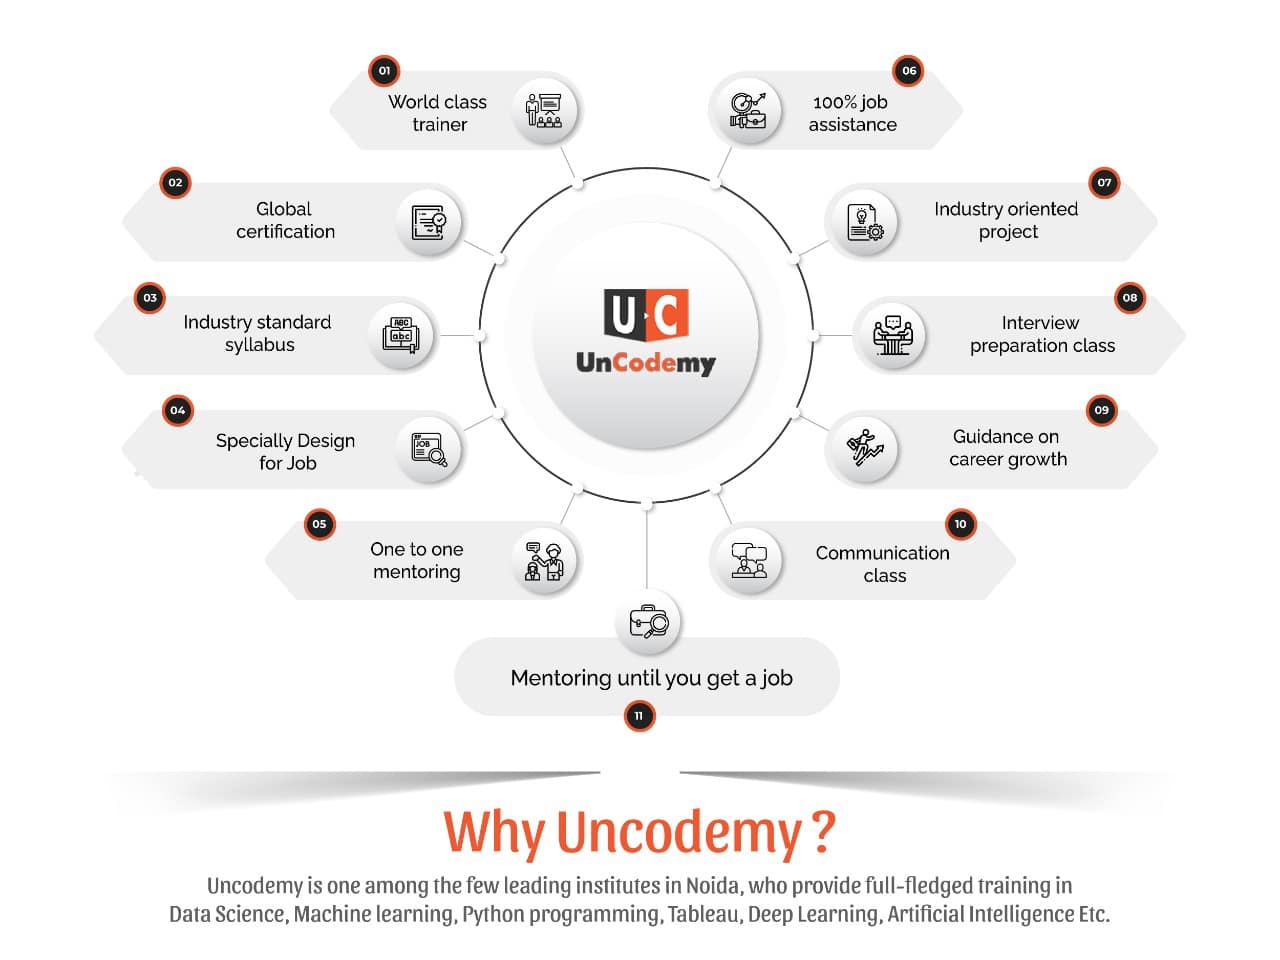 01
World class
trainer
02
Global
certification
03
Industry standard
syllabus
ABC
abc
04
Specially Design
for Job
JOB
05
One to one
mentoring
06
100% job
assistance
07
Industry oriented
project
08
Interview
preparation class
09
Guidance on
career growth
10
Communication
class
UC
UnCodemy
Mentoring until you get a job
11
Why Uncodemy ?
Uncodemy is one among the few leading institutes in Noida, who provide full-fledged training in
Data Science, Machine learning, Python programming, Tableau, Deep Learning, Artificial Intelligence Etc.